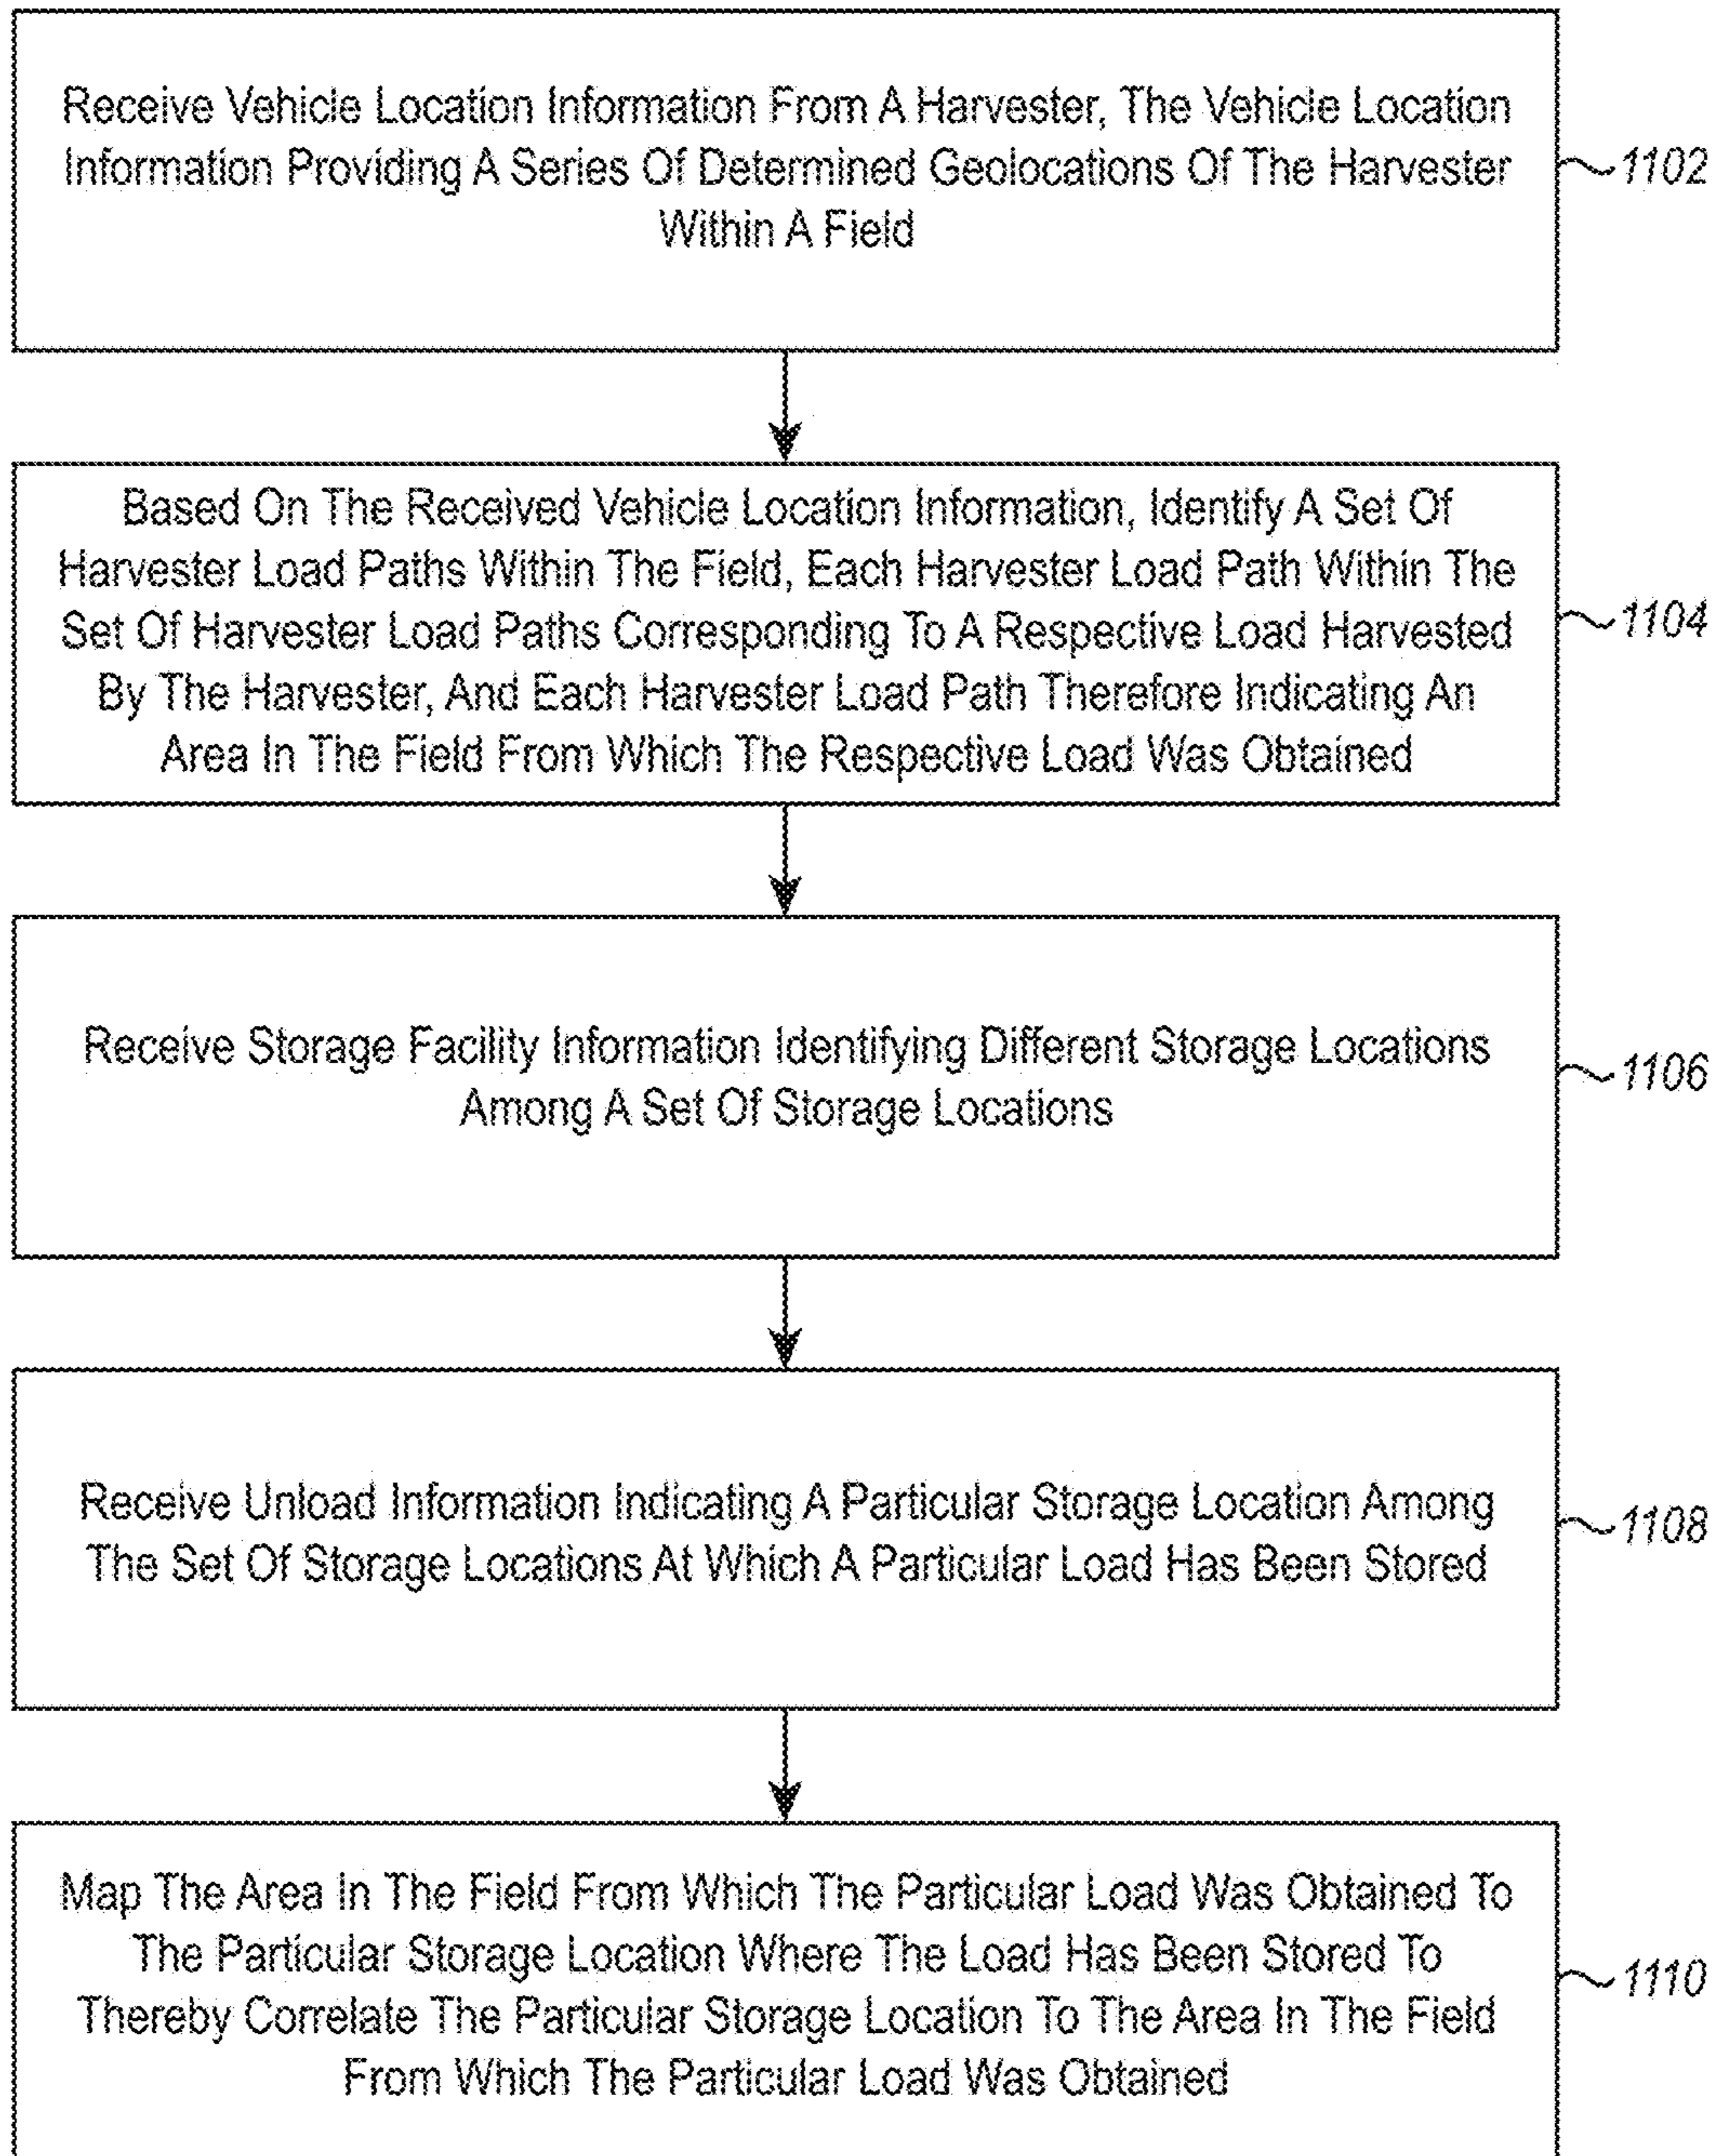 Receive Vehicle Location Information From A Harvester, The Vehicle Location
Information Providing A Series Of Determined Geolocations Of The Harvester
Within A Field
1102
Based On The Received Vehicle Location Information, Identify A Set Of
Harvester Load Paths Within The Field, Each Harvester Load Path Within The
Set Of Harvester Load Paths Corresponding To A Respective Load Harvested
By The Harvester, And Each Harvester Load Path Therefore Indicating An
Area In The Field From Which The Respective Load Was Obtained
1104
Receive Storage Facility Information Identifying Different Storage Locations
Among A Set Of Storage Locations
1106
Receive Unload Information Indicating A Particular Storage Location Among
The Set Of Storage Locations At Which A Particular Load Has Been Stored
1108
Map The Area In The Field From Which The Particular Load Was Obtained To
The Particular Storage Location Where The Load Has Been Stored To
Thereby Correlate The Particular Storage Location To The Area In The Field
From Which The Particular Load Was Obtained
1110